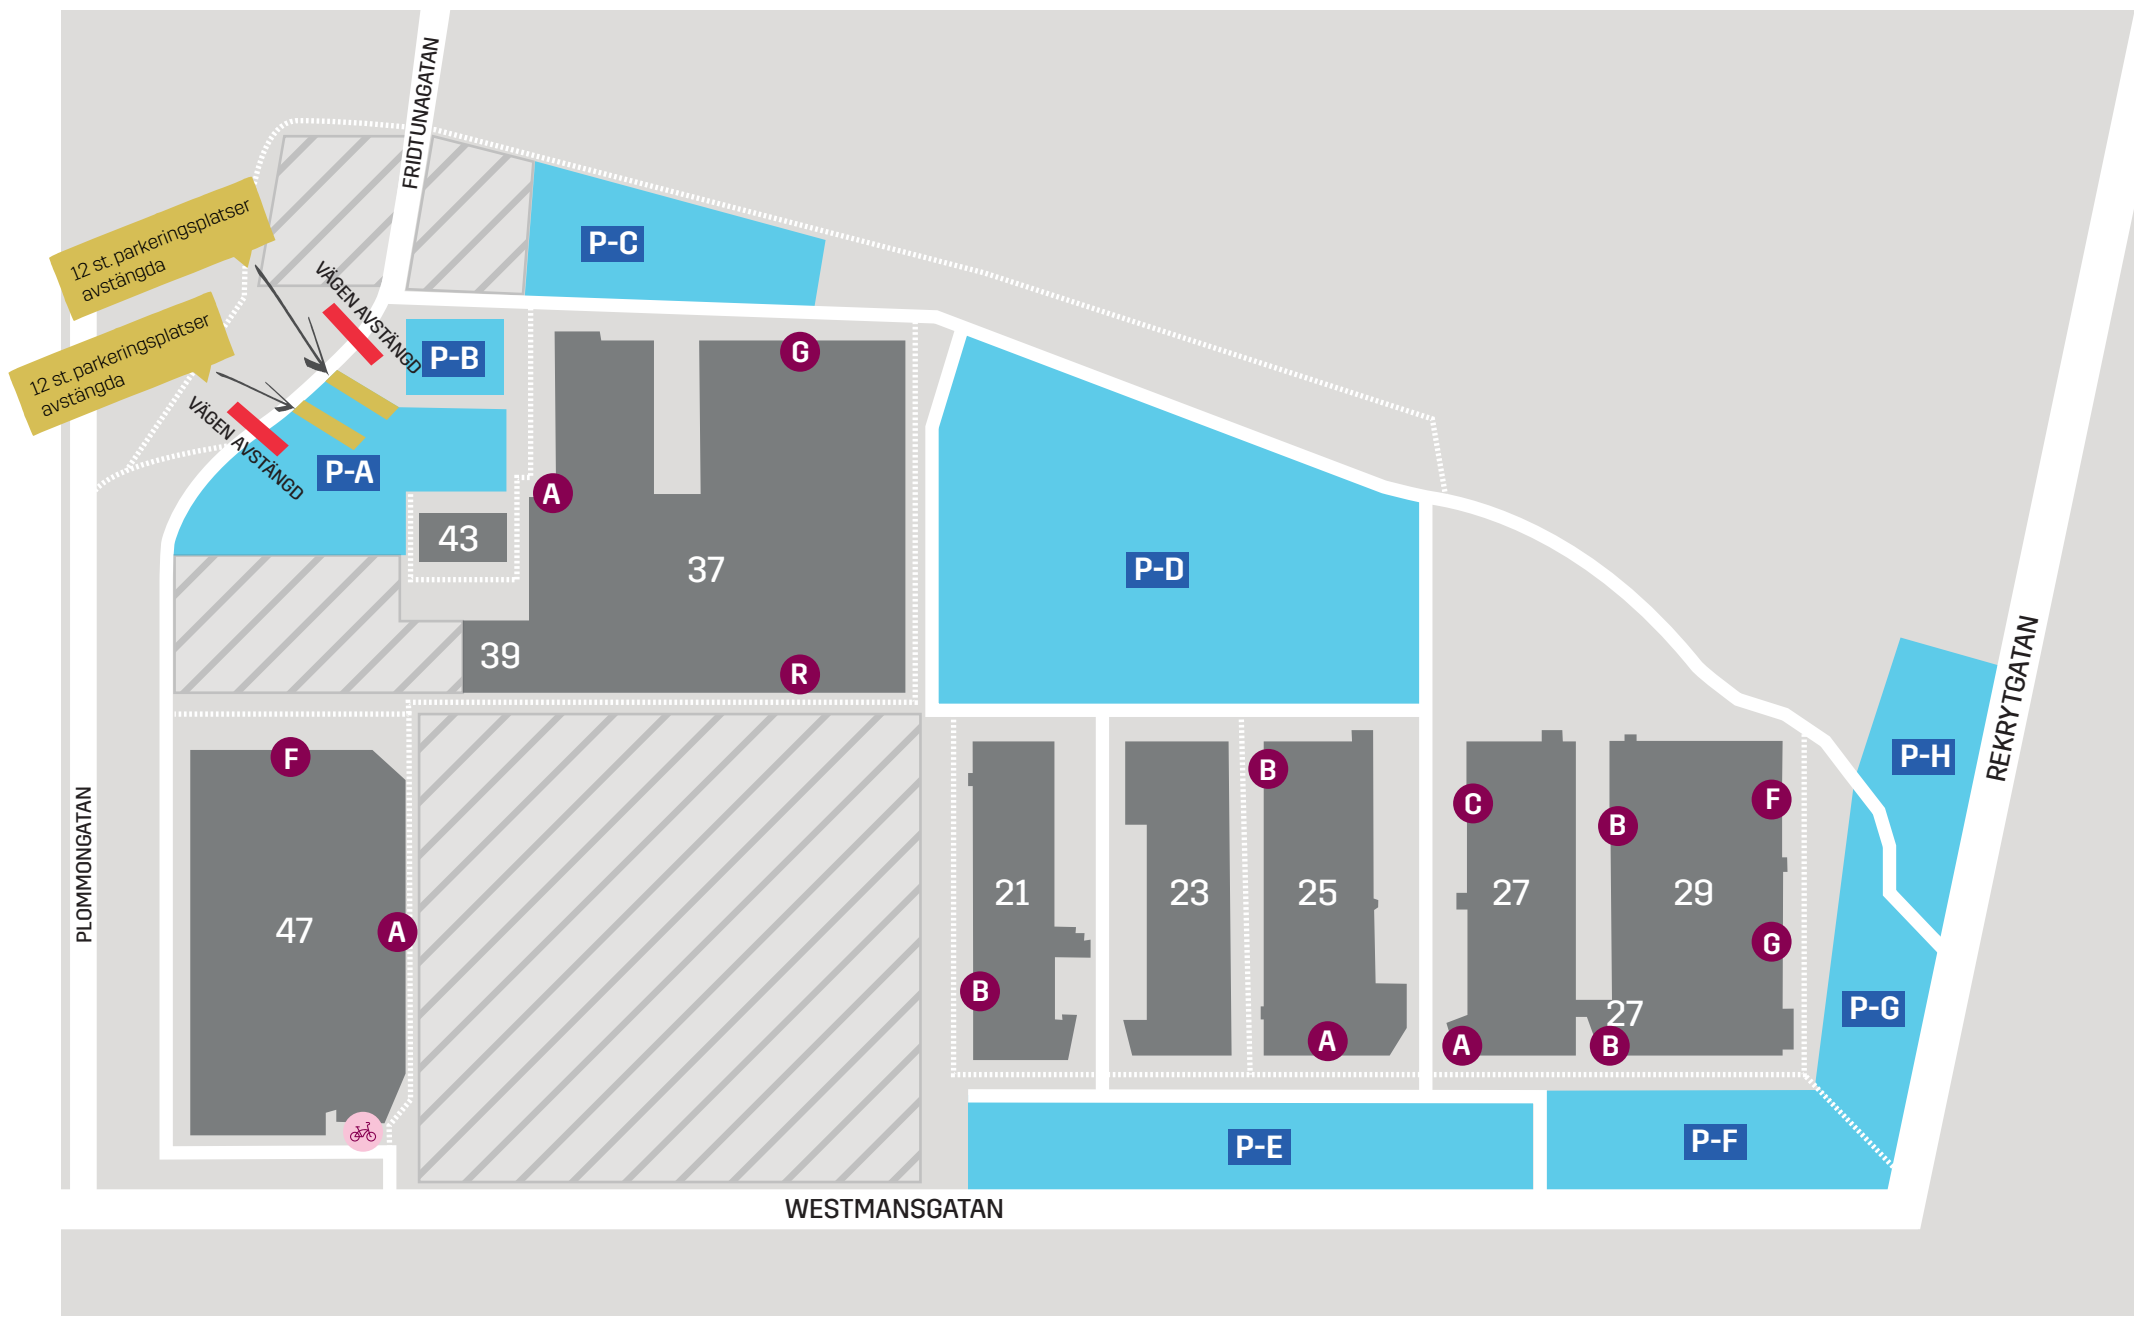 FRIDTUNAGATAN
12 st. parkeringsplatser
avstängda
P-C
VÄGEN AVSTÄNGD
12 st. parkeringsplatser
avstängda
P-B
G
VÄGEN AVSTÄNGD
P-A
A
43
37
P-D
39
R
REKRYTGATAN
F
B
P-H
C
B
F
PLOMMONGATAN
47
A
21
23
25
27
29
G
B
27
P-G
A
A
B
P-E
P-F
WESTMANSGATAN